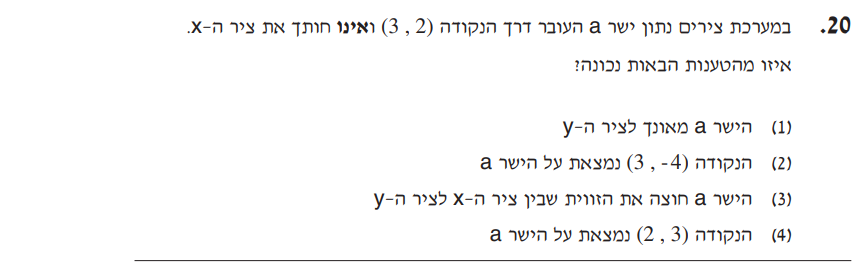 20. במערכת צירים נתון ישר a העובר דרך הנקודה (3 , 2) ואינו חותך את ציר ה-x.
איזו מהטענות הבאות נכונה?
(1) הישר a מאונך לציר ה-y
(2) הנקודה (3 , -4) נמצאת על הישר a
(3) הישר a חוצה את הזווית שבין ציר ה-x לציר ה-y
(4) הנקודה (2 , 3) נמצאת על הישר a